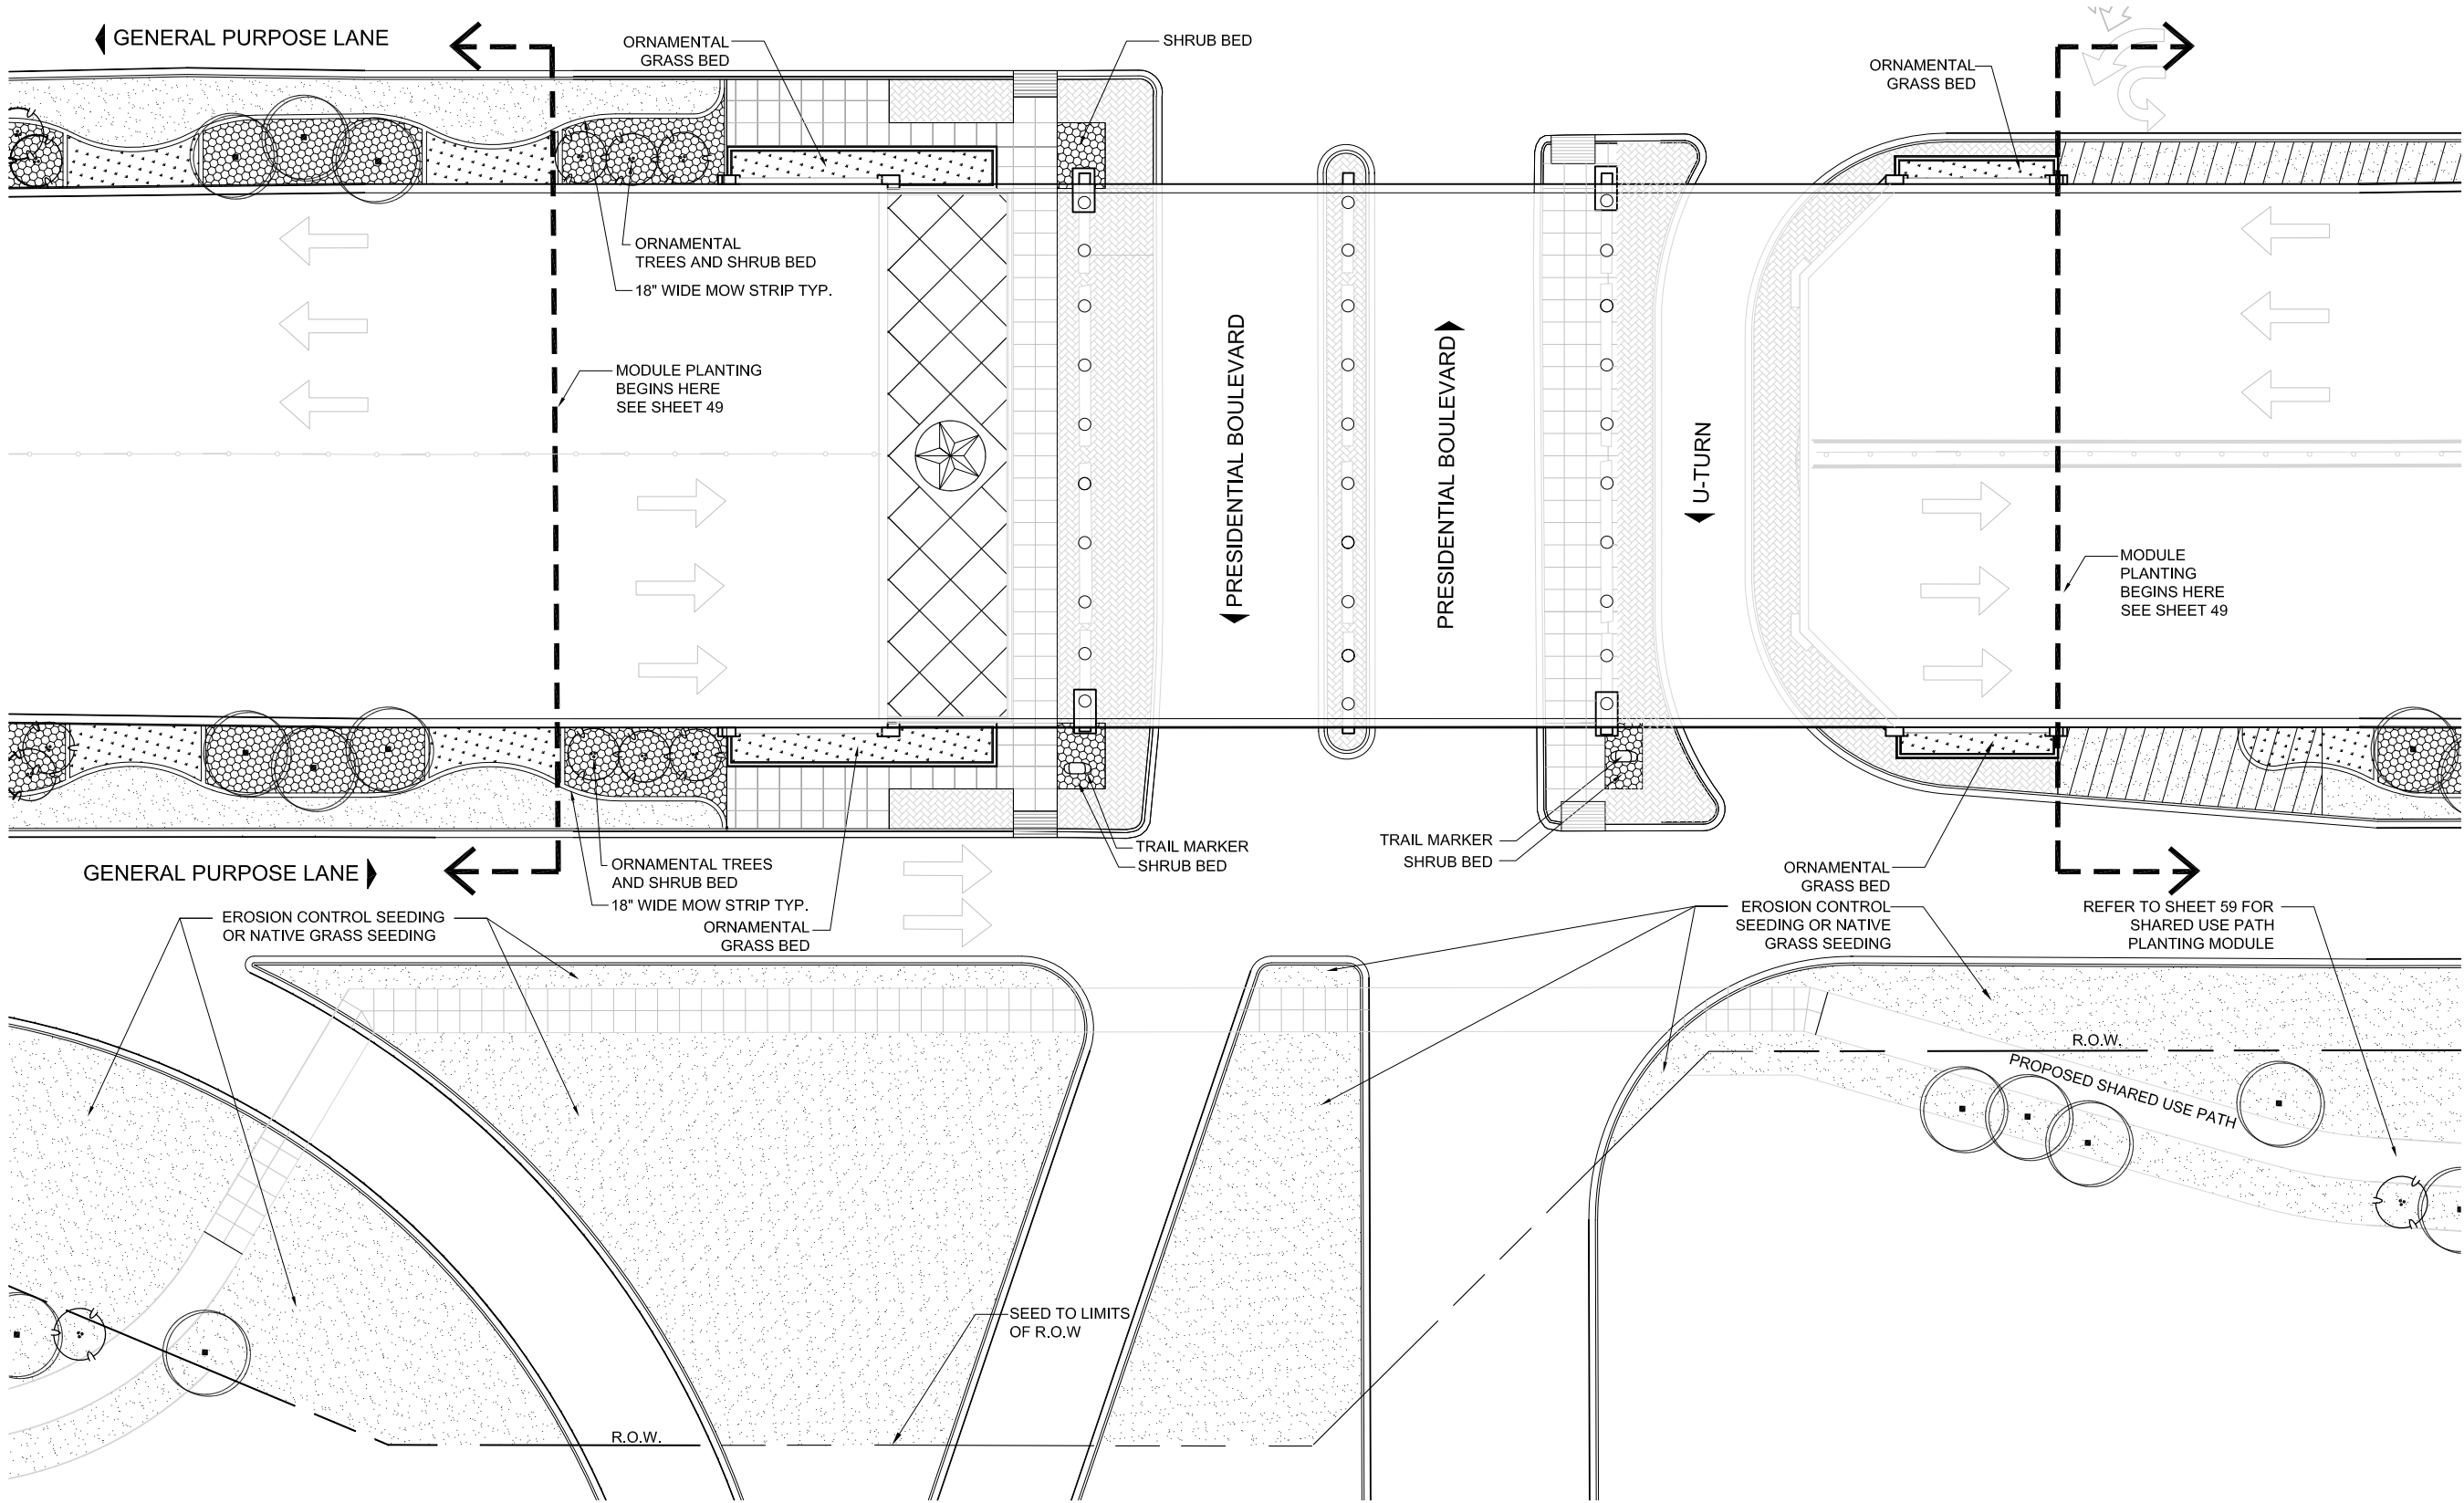 GENERAL PURPOSE LANE
ORNAMENTAL
GRASS BED
SHRUB BED
ORNAMENTAL
GRASS BED
ORNAMENTAL
TREES AND SHRUB BED
18" WIDE MOW STRIP TYP.
MODULE PLANTING
BEGINS HERE
SEE SHEET 49
PRESIDENTIAL BOULEVARD
PRESIDENTIAL BOULEVARD
U-TURN
MODULE
PLANTING
BEGINS HERE
SEE SHEET 49
TRAIL MARKER
SHRUB BED
TRAIL MARKER
SHRUB BED
GENERAL PURPOSE LANE
ORNAMENTAL TREES
AND SHRUB BED
18" WIDE MOW STRIP TYP.
ORNAMENTAL
GRASS BED
ORNAMENTAL
GRASS BED
EROSION CONTROL SEEDING
OR NATIVE GRASS SEEDING
EROSION CONTROL
SEEDING OR NATIVE
GRASS SEEDING
REFER TO SHEET 59 FOR
SHARED USE PATH
PLANTING MODULE
R.O.W.
PROPOSED SHARED USE PATH
SEED TO LIMITS
OF R.O.W
R.O.W.